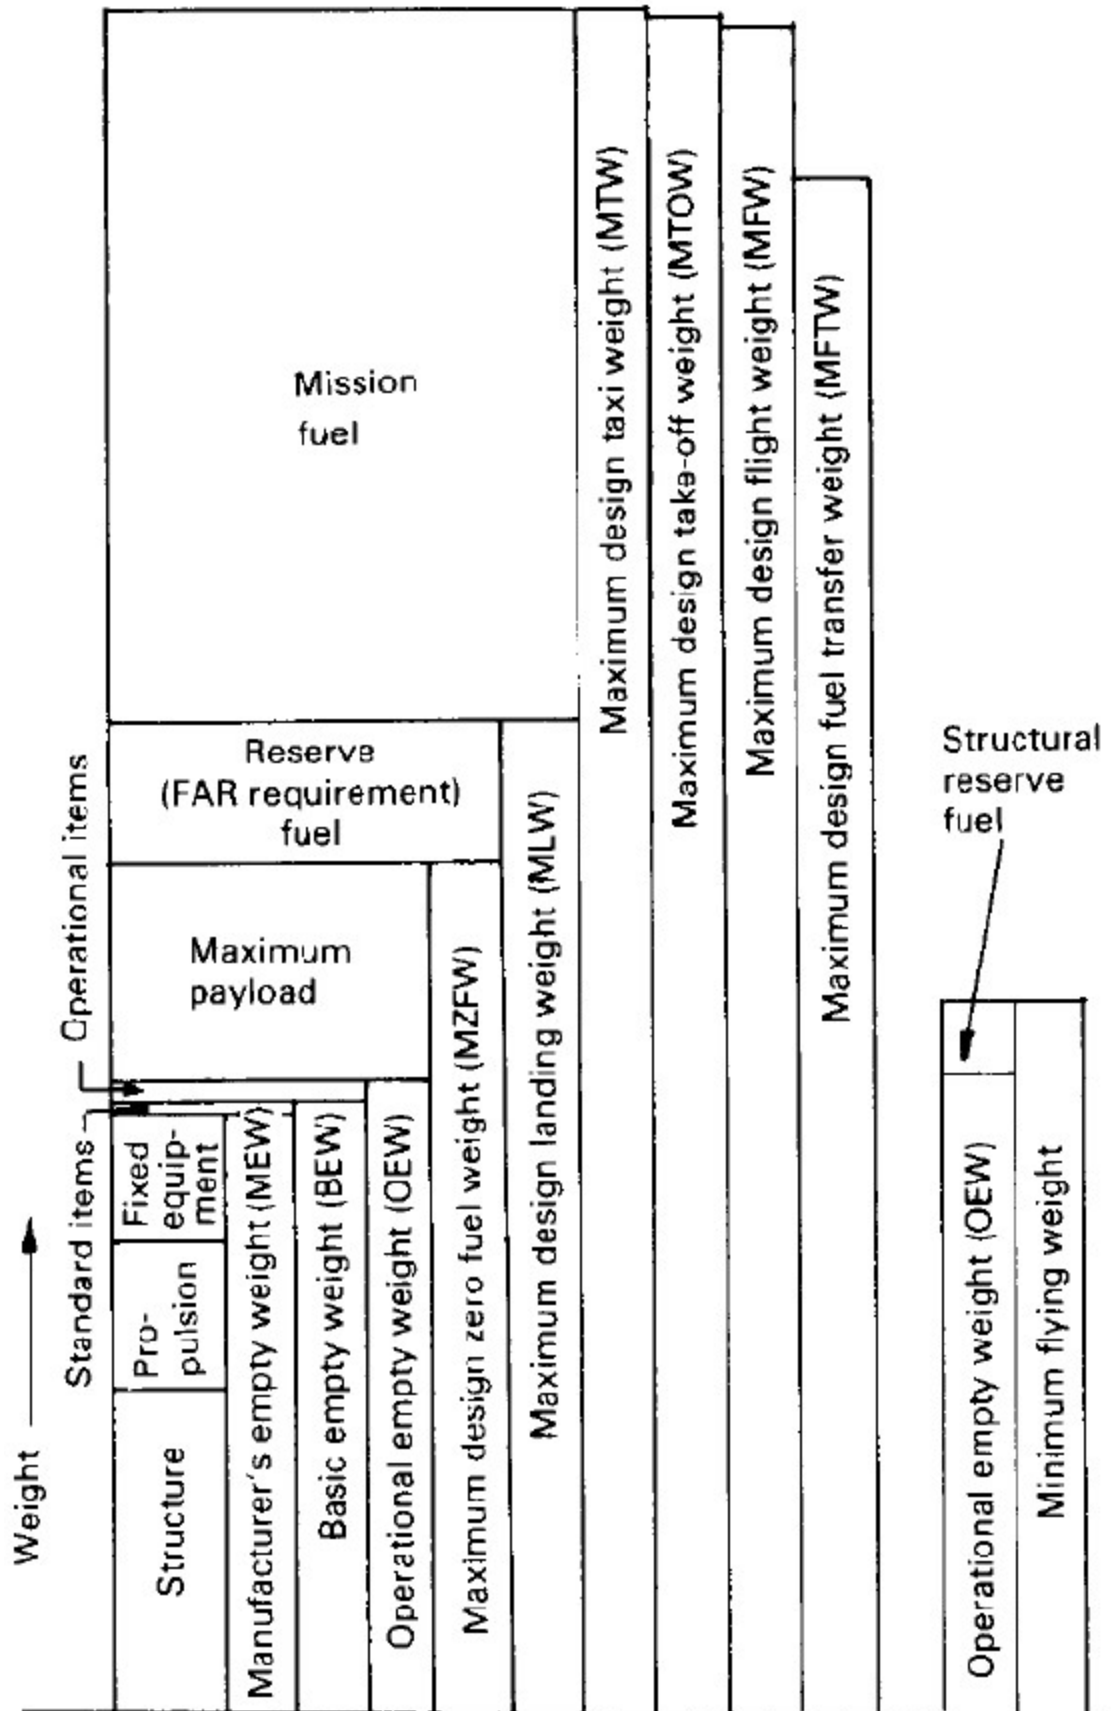 Mission
fuel
Reserve
(FAR requirement)
fuel
Maximum
payload
Operational items
Standard items
Fixed
equip-
ment
Pro-
pulsion
Structure
Weight
Manufacturer's empty weight (MEW)
Basic empty weight (BEW)
Operational empty weight (OEW)
Maximum design zero fuel weight (MZFW)
Maximum design landing weight (MLW)
Maximum design taxi weight (MTW)
Maximum design take-off weight (MTOW)
Maximum design flight weight (MFW)
Maximum design fuel transfer weight (MFTW)
Structural
reserve
fuel
Operational empty weight (OEW)
Minimum flying weight